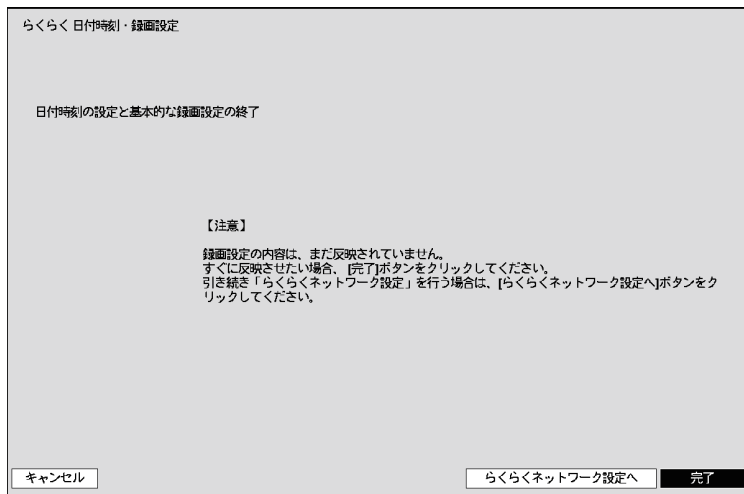 らくらく 日付時刻・録画設定
日付時刻の設定と基本的な録画設定の終了
【注意】
録画設定の内容は、まだ反映されていません。
すぐに反映させたい場合、[完了]ボタンをクリックしてください。
引き続き「らくらくネットワーク設定」を行う場合は、[らくらくネットワーク設定へ]ボタンをク
リックしてください。
キャンセル
らくらくネットワーク設定へ
完了